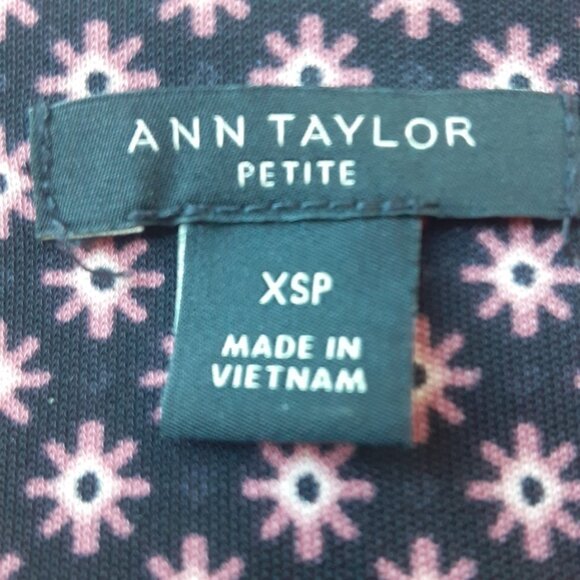 ANN TAYLOR
PETITE
XSP
MADE IN
VIETNAM